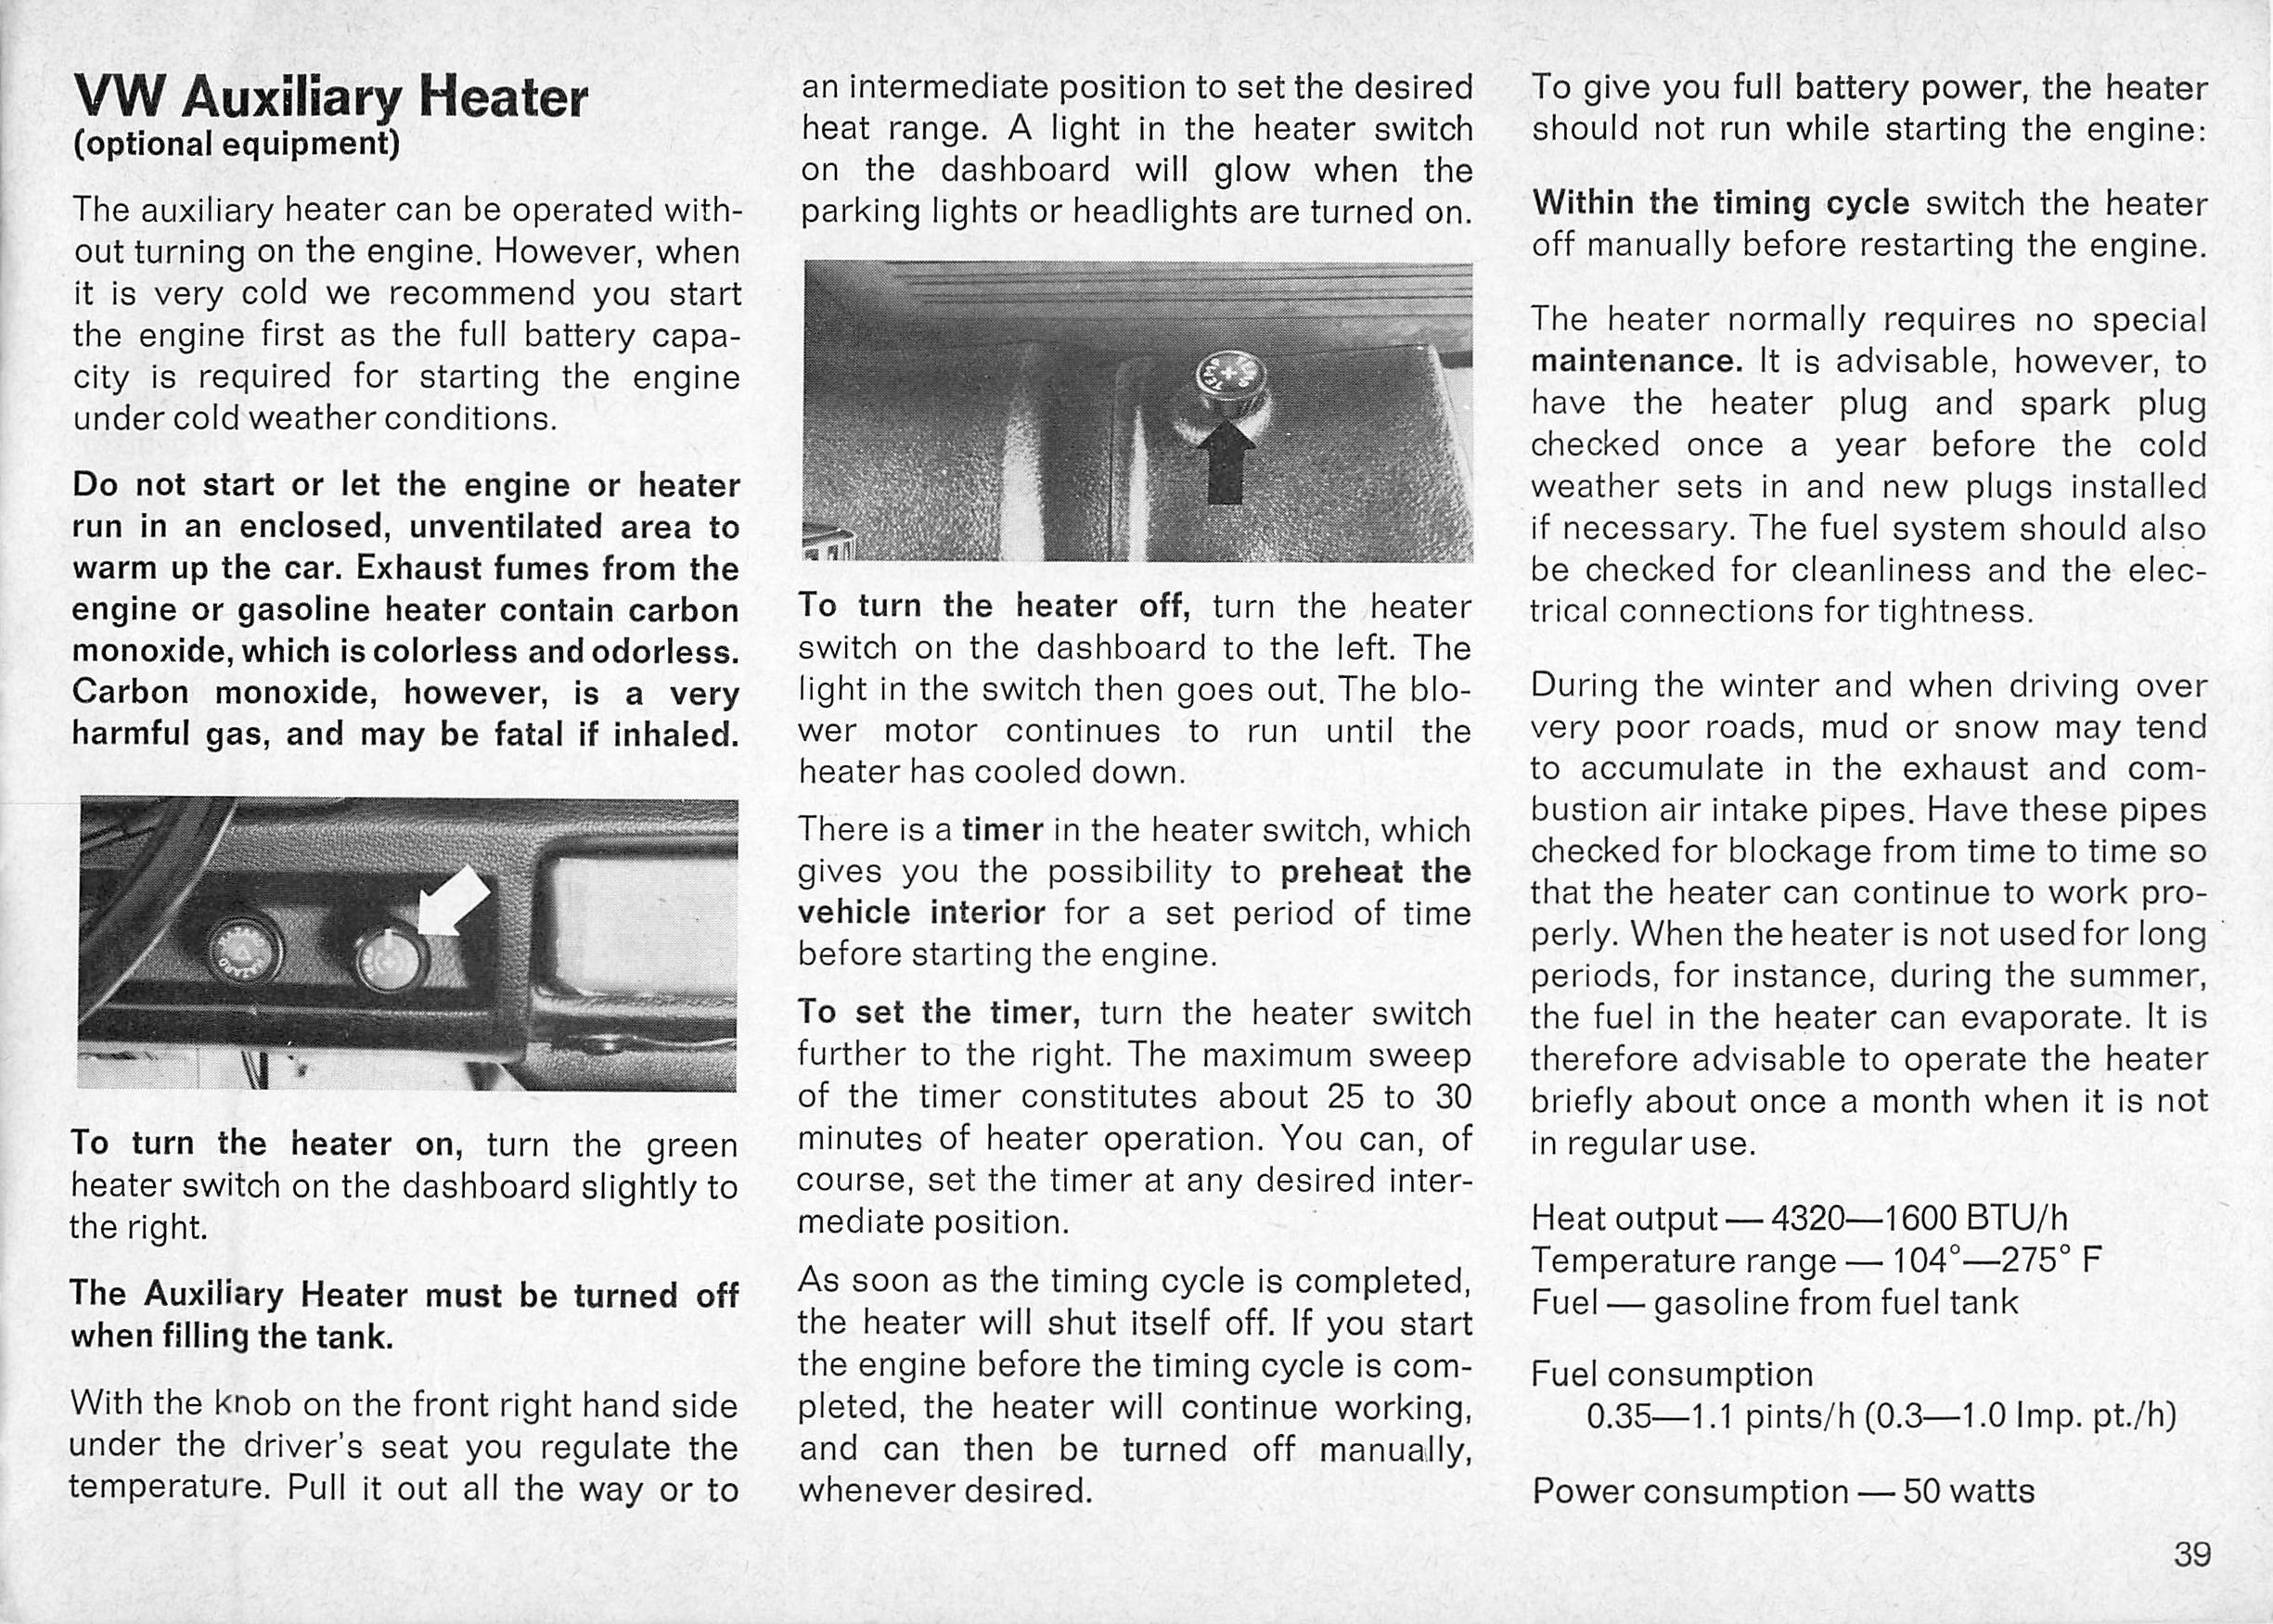 VW Auxiliary Heater
(optional equipment)
The auxiliary heater can be operated with-
out turning on the engine. However, when
it is very cold we recommend you start
the engine first as the full battery capa-
city is required for starting the engine
under cold weather conditions.
Do not start or let the engine or heater
run in an enclosed, unventilated area to
warm up the car. Exhaust fumes from the
engine or gasoline heater contain carbon
monoxide, which is colorless and odorless.
Carbon monoxide, however, is a very
harmful gas, and may be fatal if inhaled.
To turn the heater on, turn the green
heater switch on the dashboard slightly to
the right.
The Auxiliary Heater must be turned off
when filling the tank.
With the knob on the front right hand side
under the driver's seat you regulate the
temperature. Pull it out all the way or to
an intermediate position to set the desired
heat range. A light in the heater switch
on the dashboard will glow when the
parking lights or headlights are turned on.
To turn the heater off, turn the heater
switch on the dashboard to the left. The
light in the switch then goes out. The blo-
wer motor continues to run until the
heater has cooled down.
There is a timer in the heater switch, which
gives you the possibility to preheat the
vehicle interior for a set period of time
before starting the engine.
To set the timer, turn the heater switch
further to the right. The maximum sweep
of the timer constitutes about 25 to 30
minutes of heater operation. You can, of
course, set the timer at any desired inter-
mediate position.
As soon as the timing cycle is completed,
the heater will shut itself off. If you start
the engine before the timing cycle is com-
pleted, the heater will continue working,
and can then be turned off manually,
whenever desired.
To give you full battery power, the heater
should not run while starting the engine:
Within the timing cycle switch the heater
off manually before restarting the engine.
The heater normally requires no special
maintenance. It is advisable, however, to
have the heater plug and spark plug
checked once a year before the cold
weather sets in and new plugs installed
if necessary. The fuel system should also
be checked for cleanliness and the elec-
trical connections for tightness.
During the winter and when driving over
very poor roads, mud or snow may tend
to accumulate in the exhaust and com-
bustion air intake pipes. Have these pipes
checked for blockage from time to time so
that the heater can continue to work pro-
perly. When the heater is not used for long
periods, for instance, during the summer,
the fuel in the heater can evaporate. It is
therefore advisable to operate the heater
briefly about once a month when it is not
in regular use.
Heat output — 4320—1600 BTU/h
Temperature range — 104°—275° F
Fuel — gasoline from fuel tank
Fuel consumption
0.35—1.1 pints/h (0.3—1.0 Imp. pt./h)
Power consumption — 50 watts
39